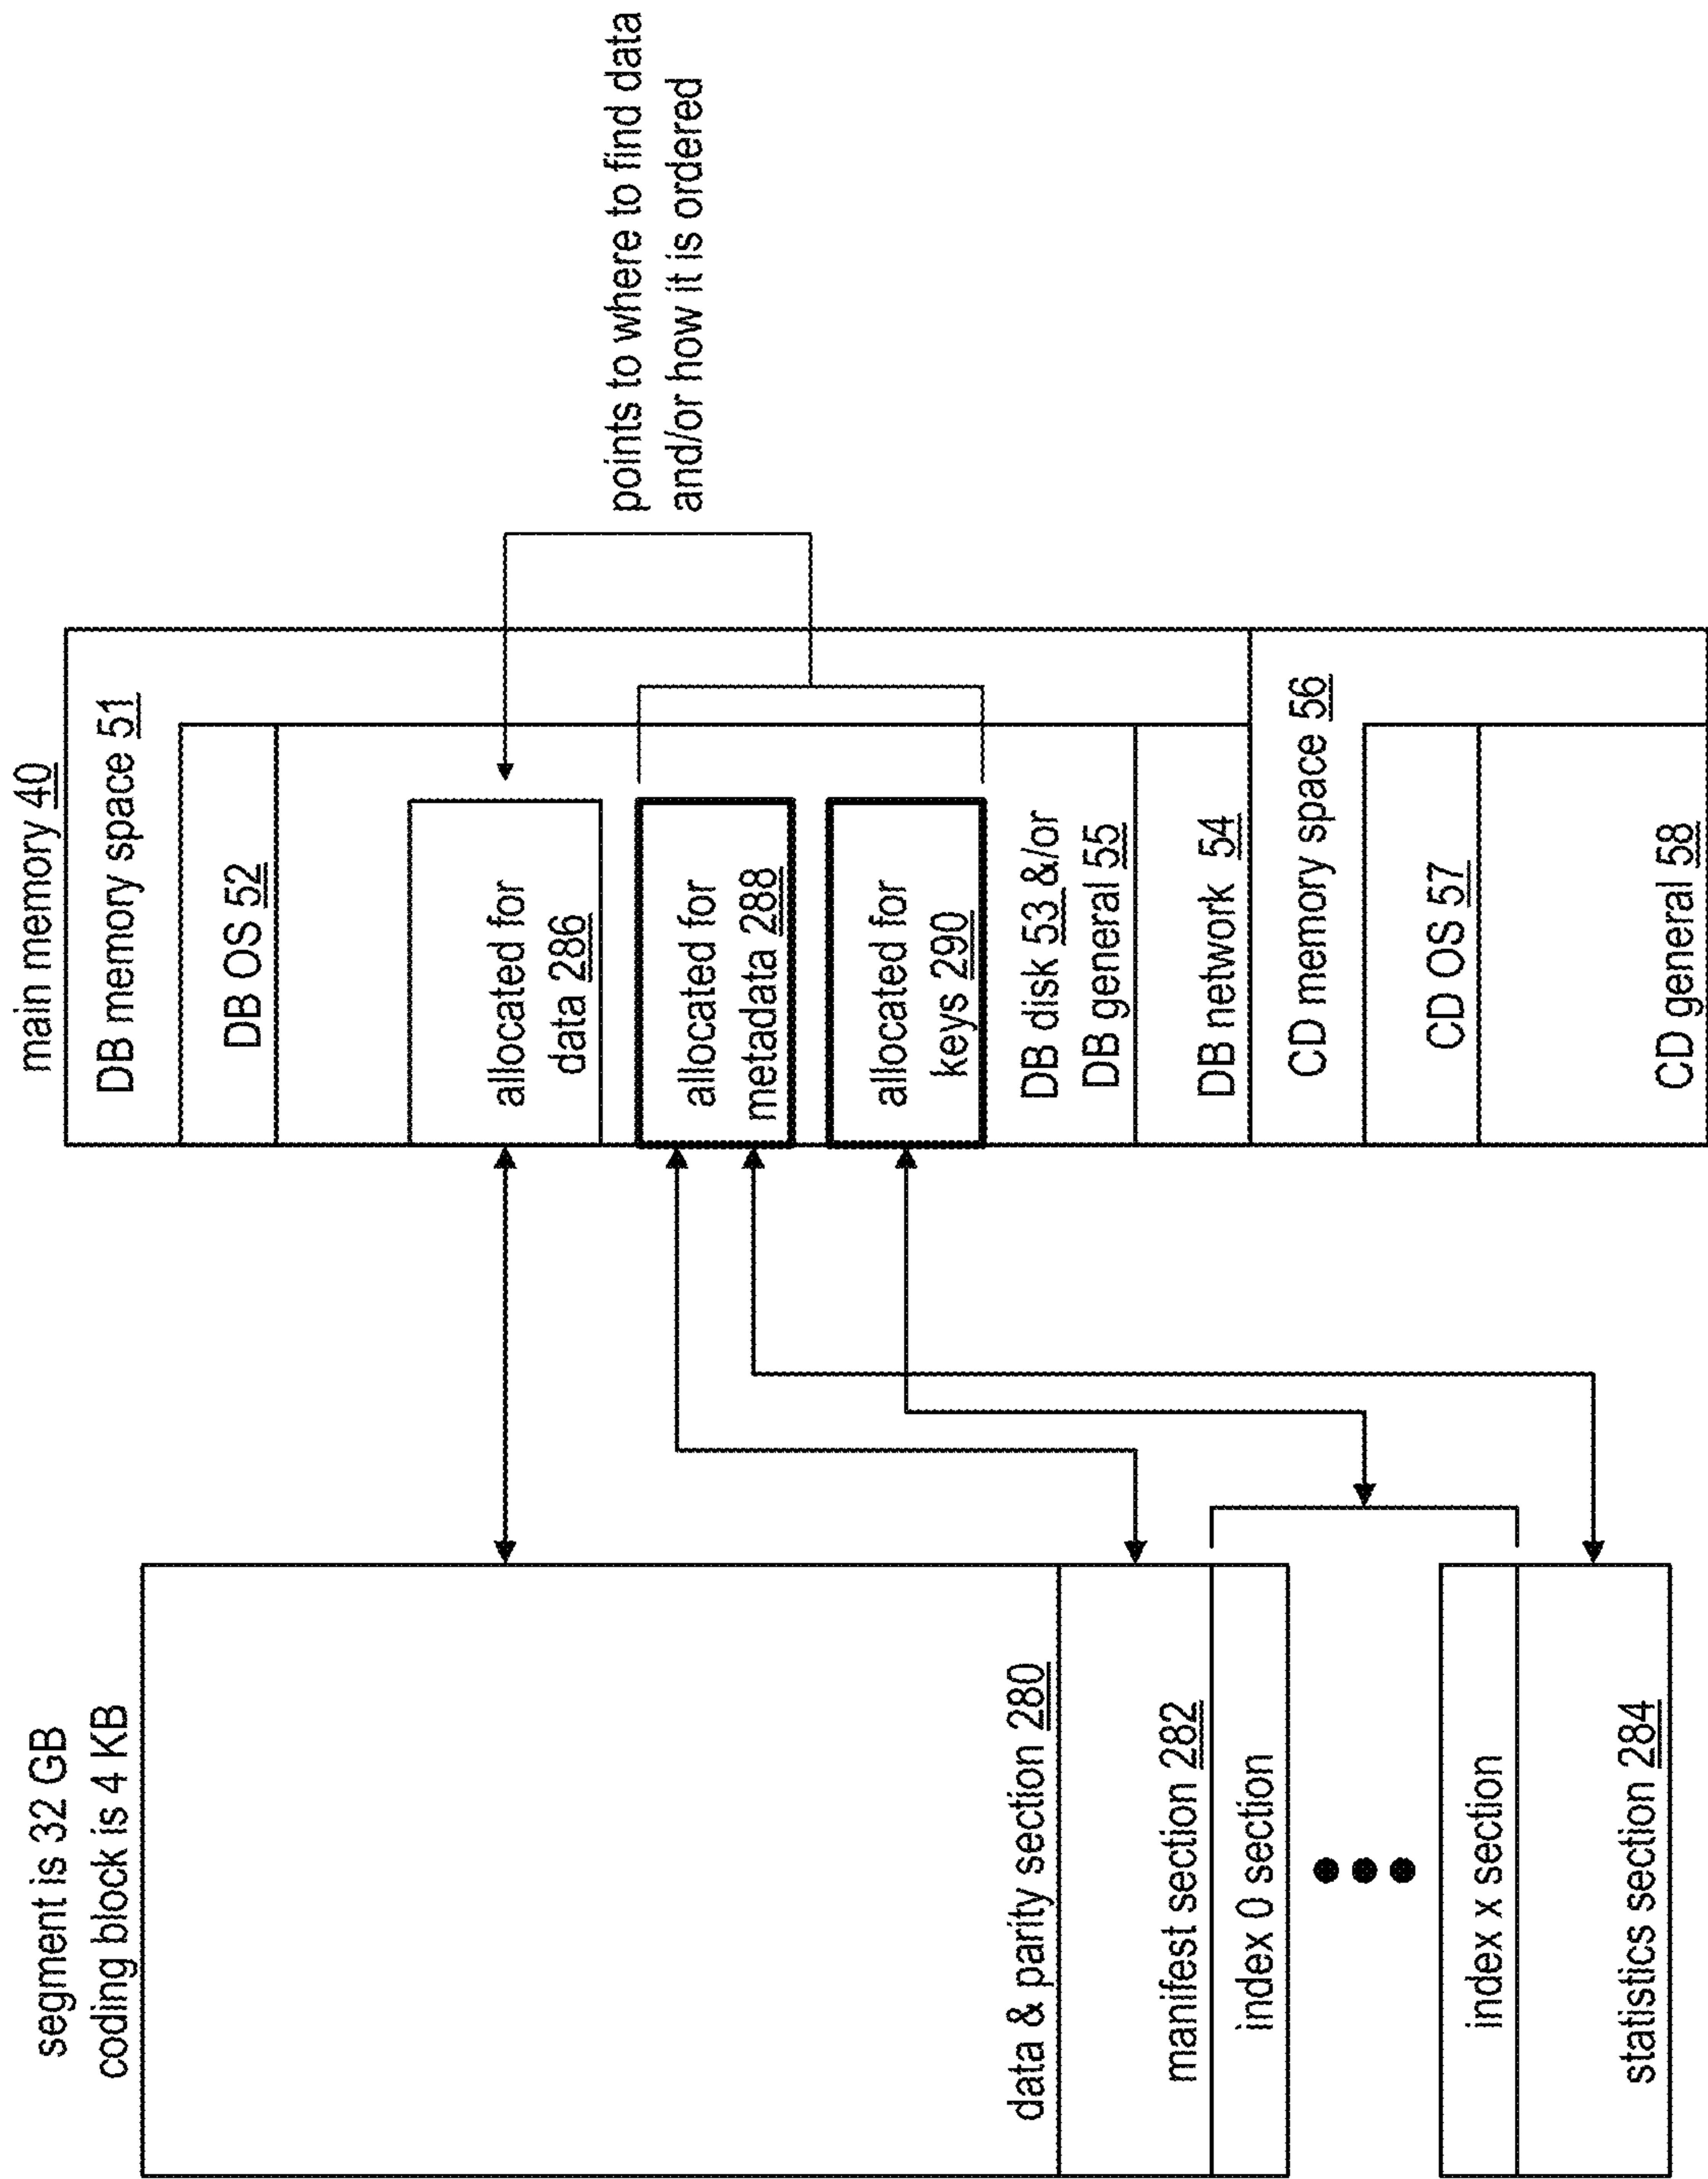 segment is 32 GB
coding block is 4 KB
data & parity section 280
manifest section 282
index 0 section
index x section
statistics section 284
main memory 40
DB memory space 51
DB OS 52
allocated for
data 286
allocated for
metadata 288
allocated for
keys 290
DB disk 53 &/or
DB general 55
DB network 54
CD memory space 56
CD OS 57
CD general 58
points to where to find data
and/or how it is ordered